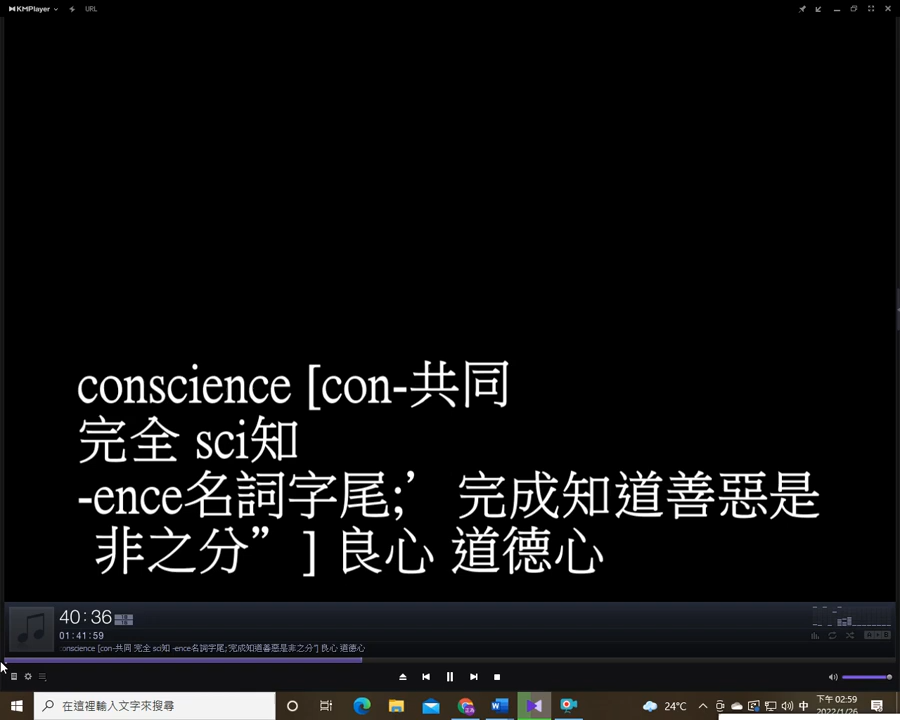 KMPlayer
URL
conscience [con-共同
完全 sci知
-ence名詞字尾;’完成知道善惡是
非之分”] 良心 道德心
40:36
01:41:59
:onscience [con-共同 完全 sci知 -ence名詞字尾;'完成知道善惡是非之分"] 良心 道德心
在這裡輸入文字來搜尋
24°C
中
下午 02:59
2022/1/26